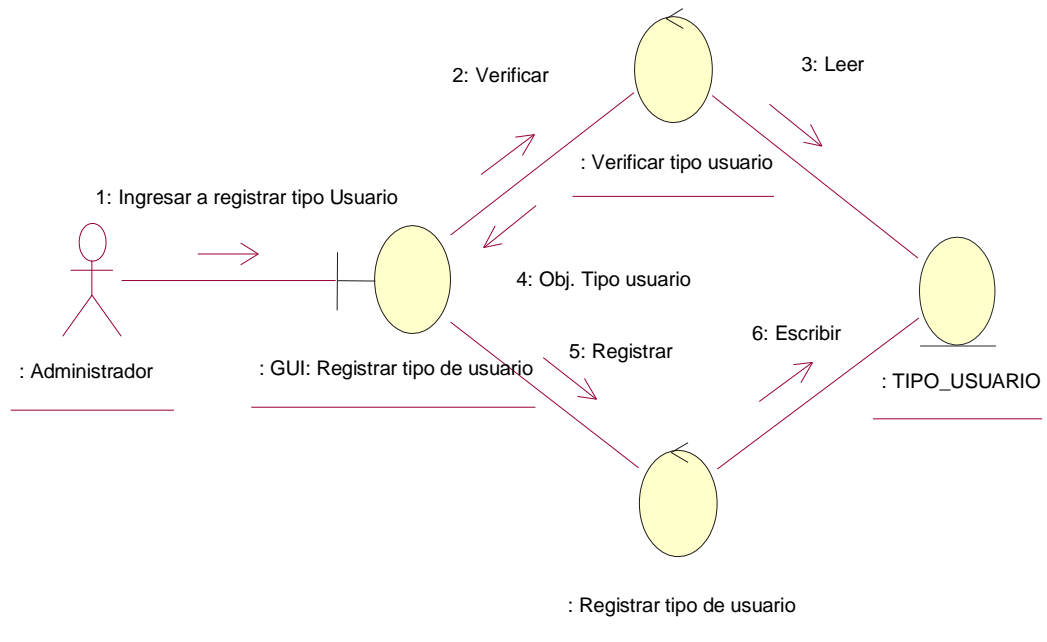 3: Leer
2: Verificar
: Verificar tipo usuario
1: Ingresar a registrar tipo Usuario
4: Obj. Tipo usuario
6: Escribir
5: Registrar
: Administrador
: GUI: Registrar tipo de usuario
: TIPO_USUARIO
: Registrar tipo de usuario